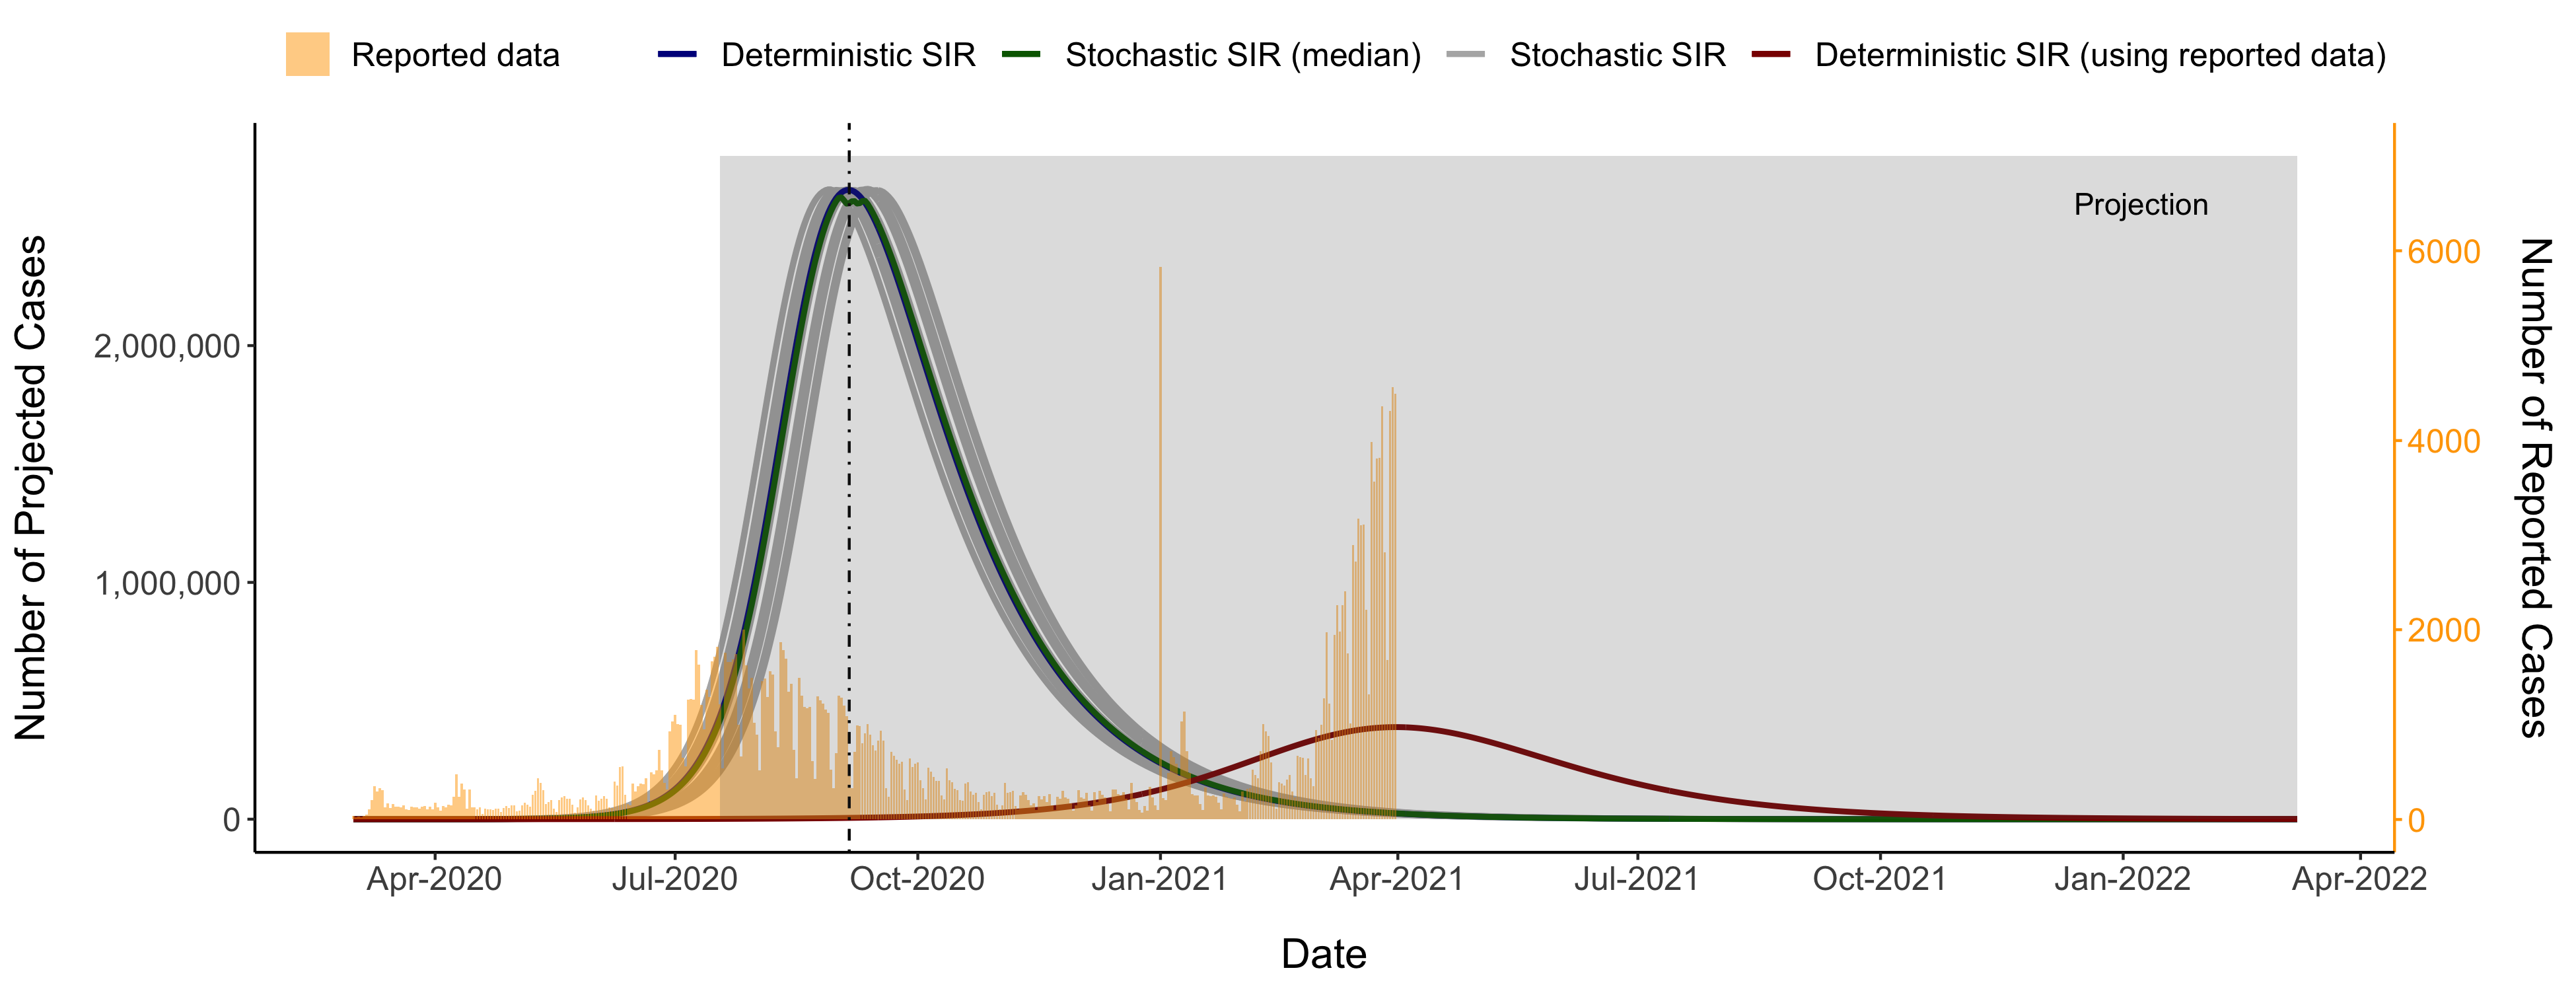 Reported data
Deterministic SIR
Stochastic SIR (median)
Stochastic SIR
Deterministic SIR (using reported data)
Number of Projected Cases
2,000,000
1,000,000
0
Projection
6000
4000
2000
0
Number of Reported Cases
Apr-2020
Jul-2020
Oct-2020
Jan-2021
Apr-2021
Jul-2021
Oct-2021
Jan-2022
Apr-2022
Date